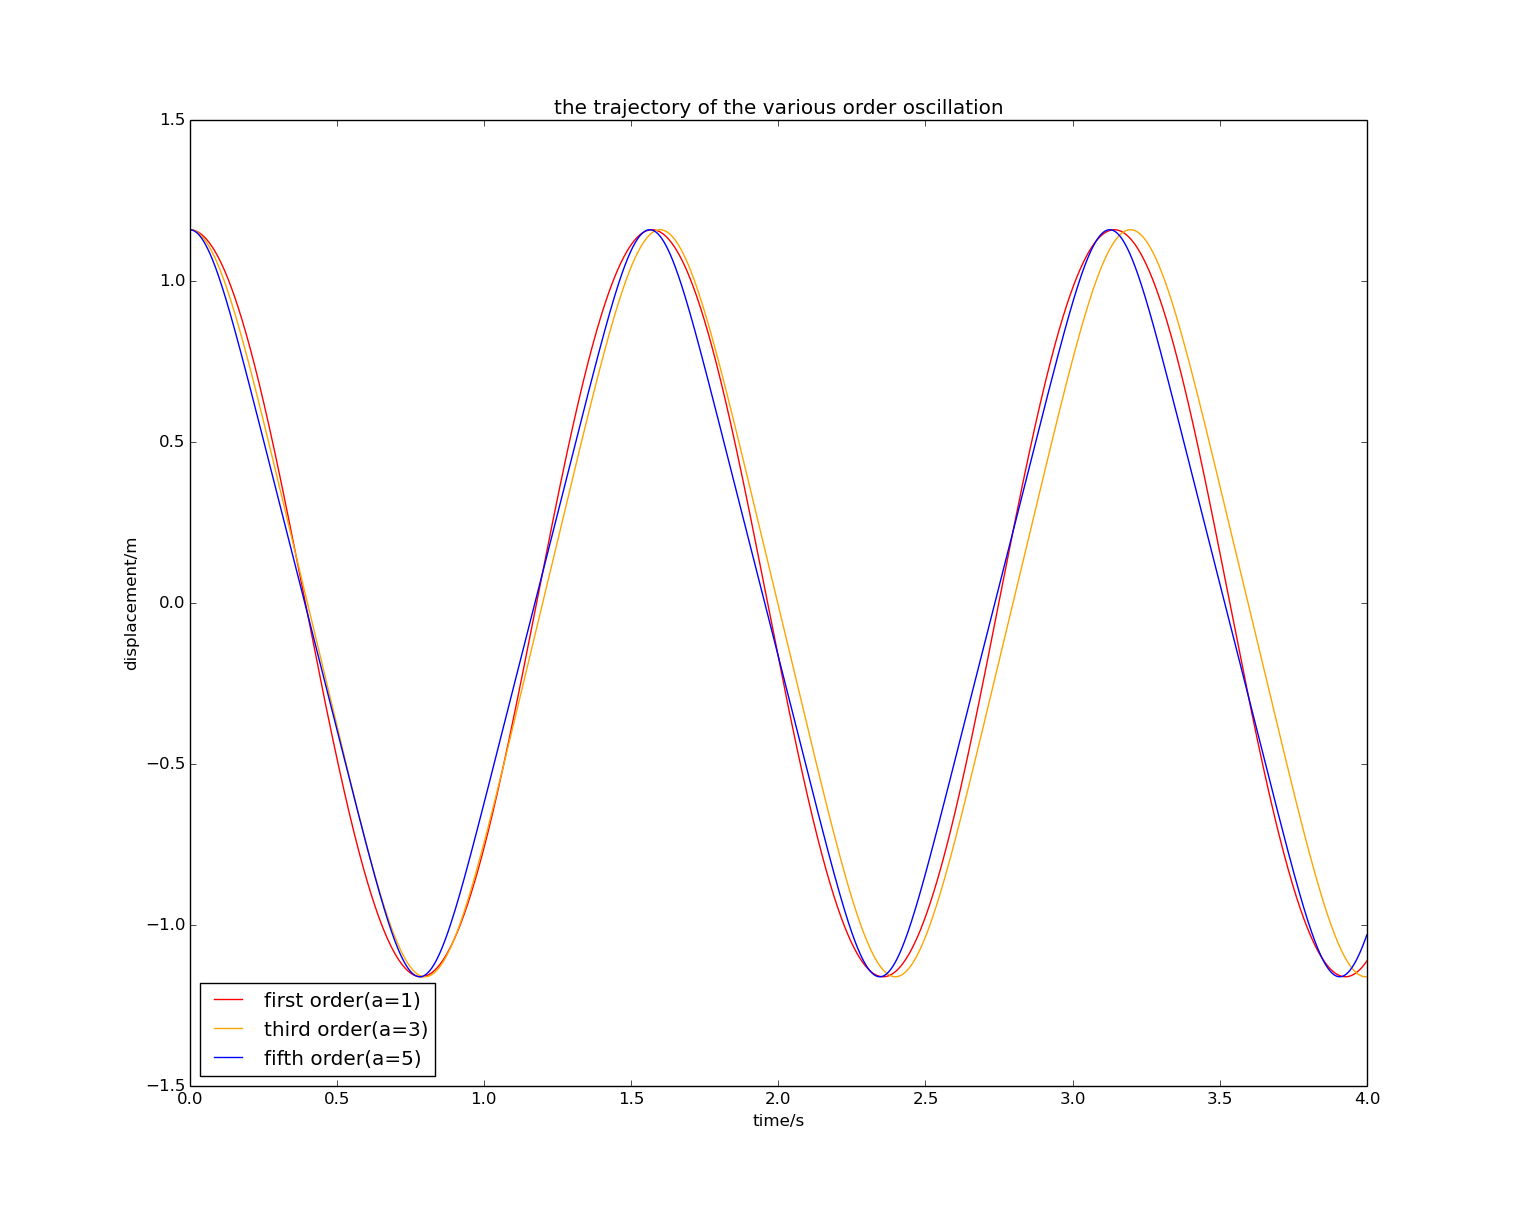 the trajectory of the various order oscillation
1.5
1.0
0.5
0.0
−0.5
−1.0
−1.5
displacement/m
first order(a=1)
third order(a=3)
fifth order(a=5)
0.0 0.5 1.0 1.5 2.0 2.5 3.0 3.5 4.0
time/s